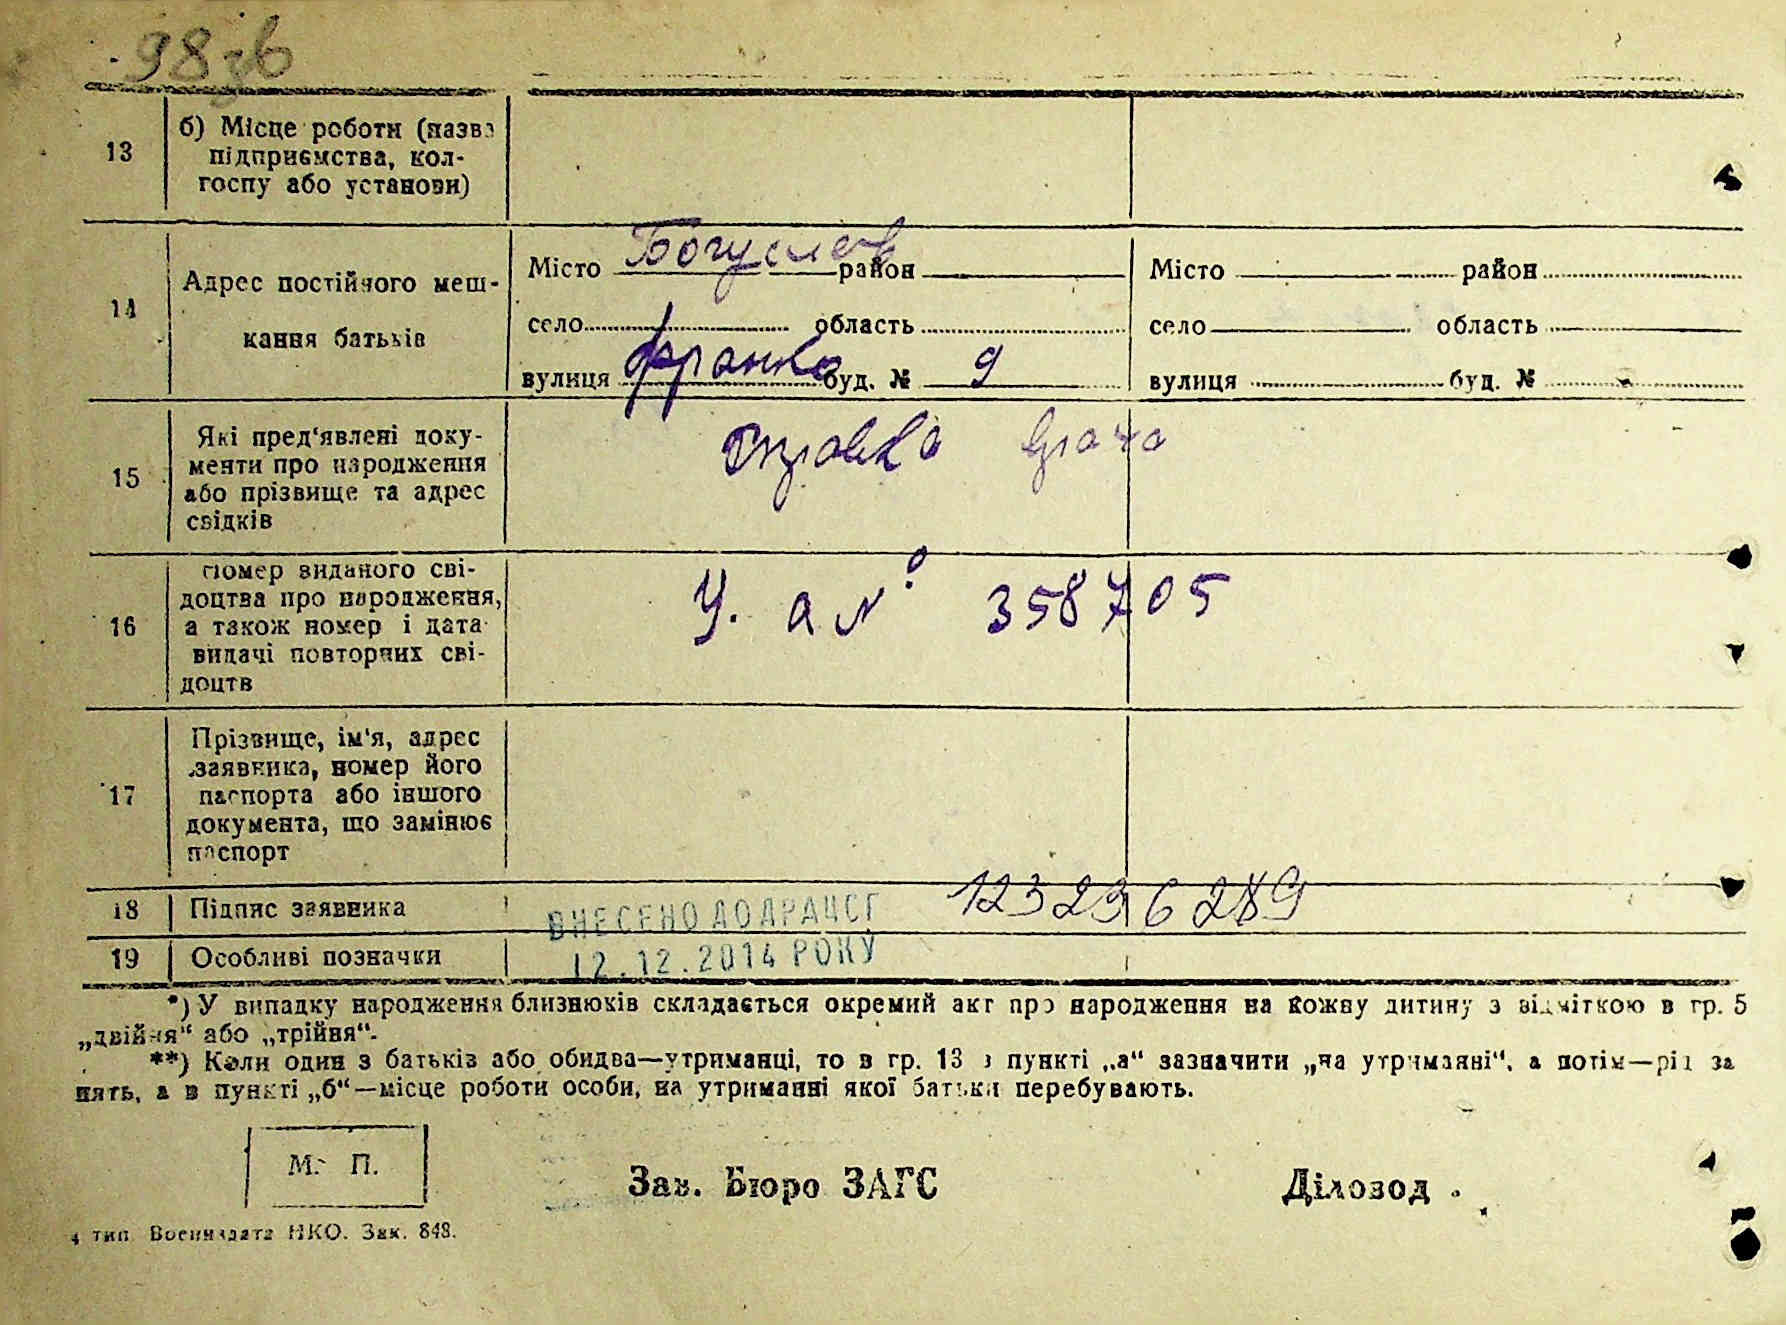 98зв
13
б) Місце роботи (назва
підприємства, кол-
госпу або установи)
14
Адрес постійного меш-
кання батьків
Місто Богуслав район
село область
вулиця Франко буд. № 9
Місто район
село область
вулиця буд. №
15
Які пред'явлені доку-
менти про народження
або прізвище та адрес
свідків
справка врача
16
Номер виданого сві-
доцтва про народження,
а також номер і дата
видачі повторних сві-
доцтв
У. а № 358705
17
Прізвище, ім'я, адрес
заявника, номер його
паспорта або іншого
документа, що замінює
паспорт
18
Підпис заявника
ВНЕСЕНО ДО ДРАЦСГ
19
Особливі позначки
12.12.2014 РОКУ
*) У випадку народження близнюків складається окремий акт про народження на кожну дитину з відміткою в гр. 5
„двійня“ або „трійня“.
**) Коли один з батьків або обидва—утриманці, то в гр. 13 в пункті „а“ зазначити „на утриманні“, а потім—рід за
нять, а в пункті „б“—місце роботи особи, на утриманні якої батьки перебувають.
М. П.
Зав. Бюро ЗАГС
Діловод
4 тип Воениздата НКО. Зак. 848.